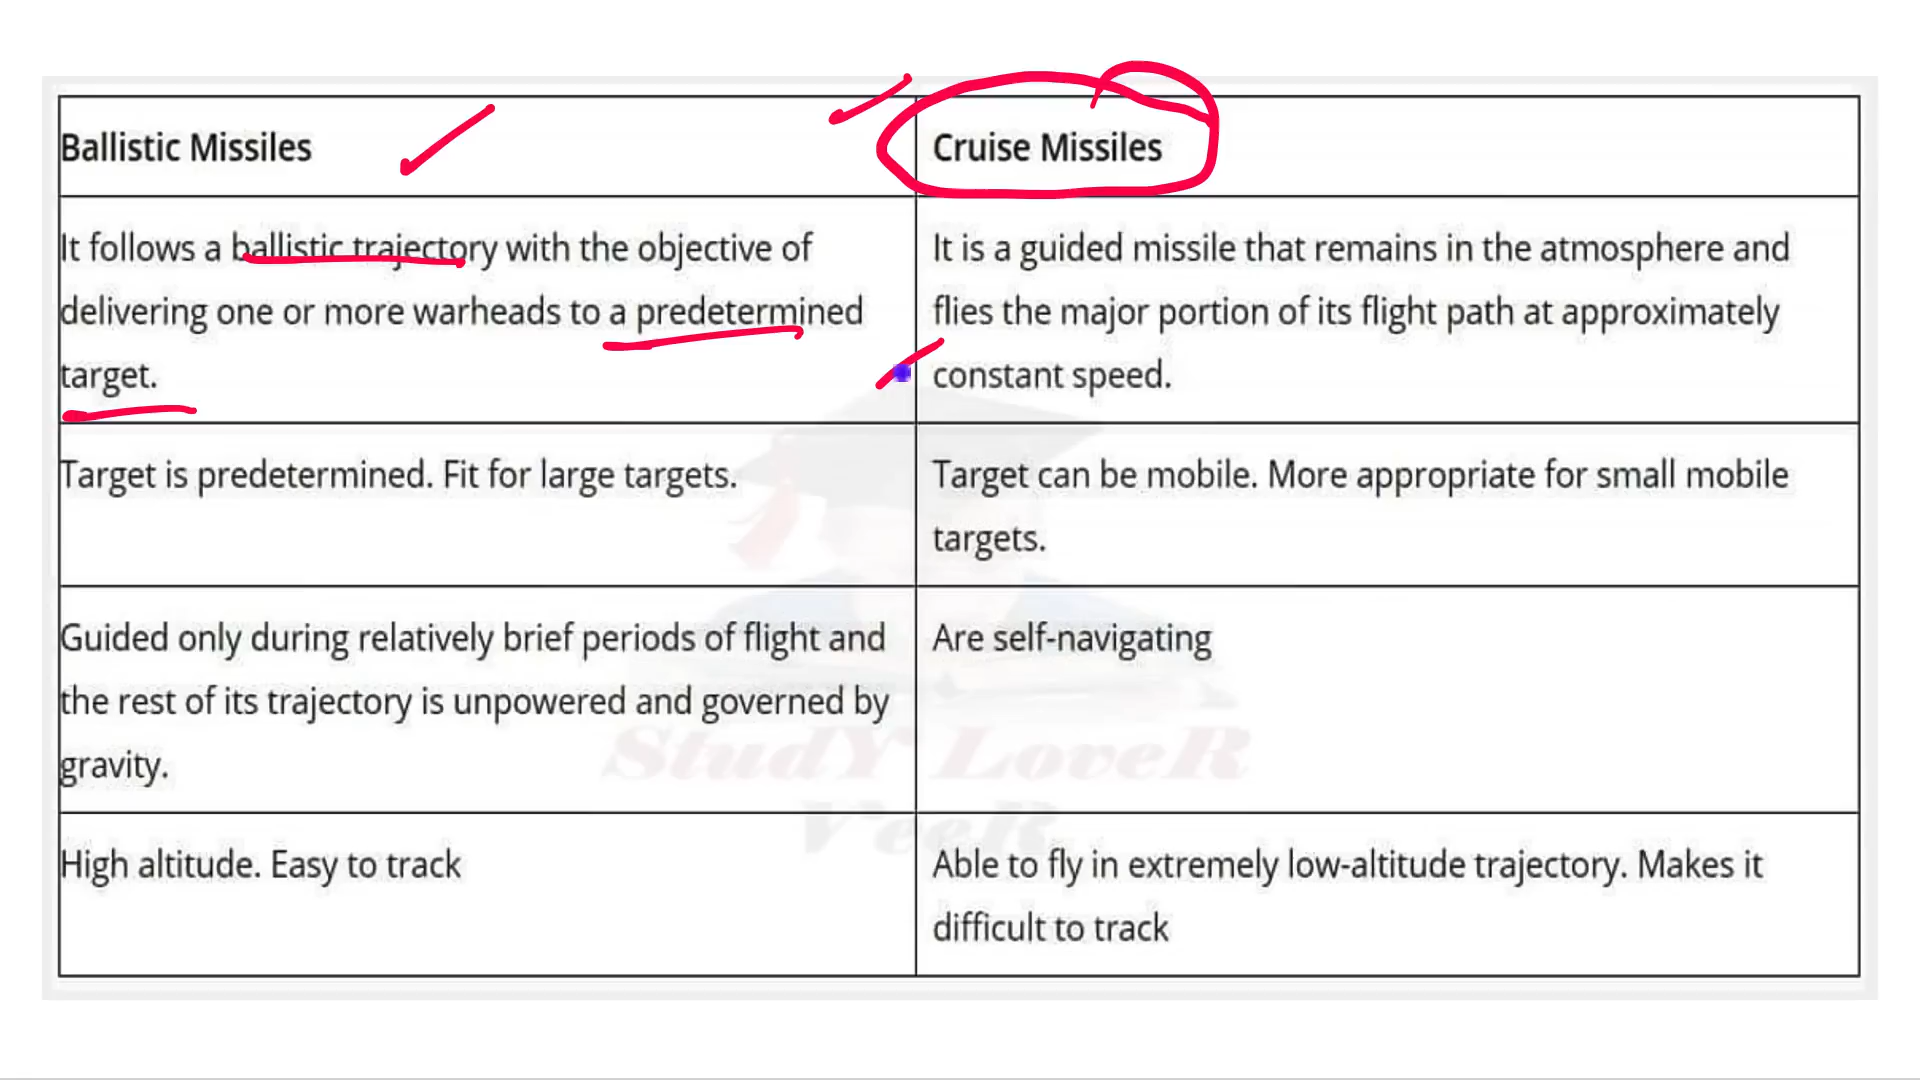 Ballistic Missiles
Cruise Missiles
It follows a ballistic trajectory with the objective of
delivering one or more warheads to a predetermined
target.
It is a guided missile that remains in the atmosphere and
flies the major portion of its flight path at approximately
constant speed.
Target is predetermined. Fit for large targets.
Target can be mobile. More appropriate for small mobile
targets.
Guided only during relatively brief periods of flight and
the rest of its trajectory is unpowered and governed by
gravity.
Are self-navigating
High altitude. Easy to track
Able to fly in extremely low-altitude trajectory. Makes it
difficult to track
StudY LoveR
VeeR